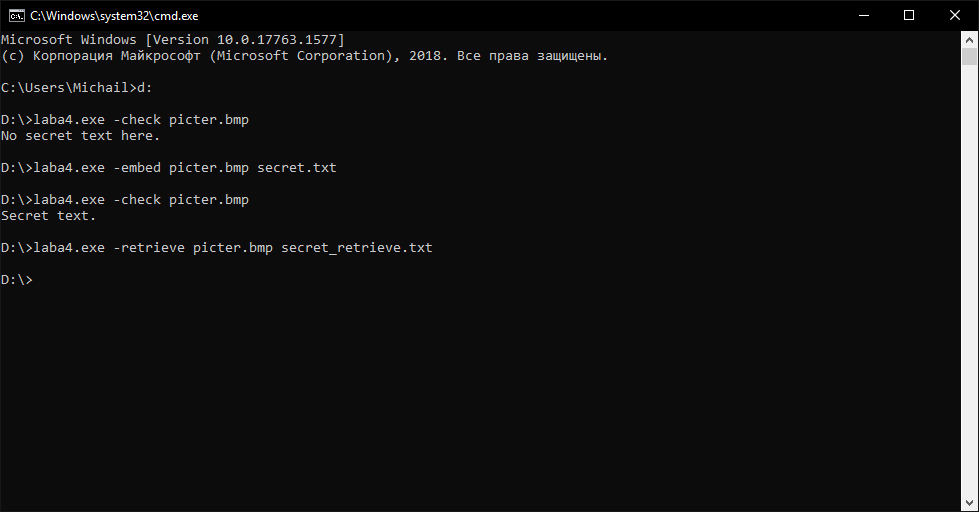 C:\Windows\system32\cmd.exe
Microsoft Windows [Version 10.0.17763.1577]
(c) Корпорация Майкрософт (Microsoft Corporation), 2018. Все права защищены.
C:\Users\Michail>d:
D:\>laba4.exe -check picter.bmp
No secret text here.
D:\>laba4.exe -embed picter.bmp secret.txt
D:\>laba4.exe -check picter.bmp
Secret text.
D:\>laba4.exe -retrieve picter.bmp secret_retrieve.txt
D:\>